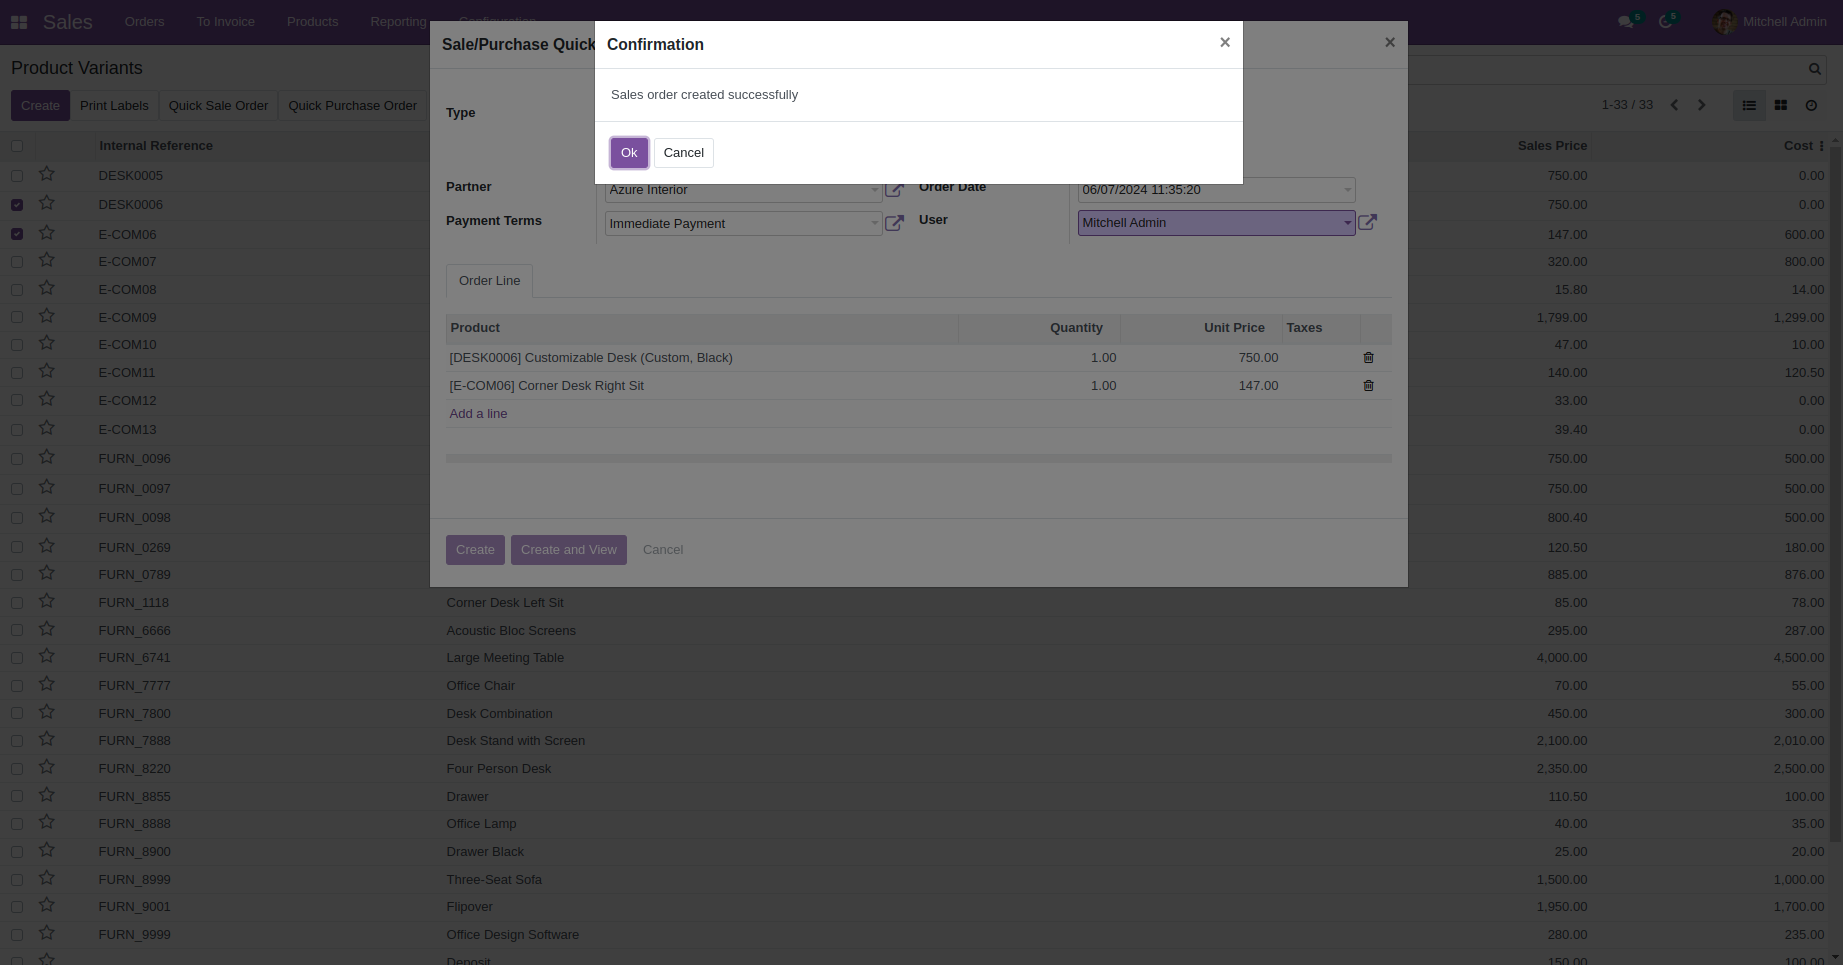 Sales Orders To Invoice Products Reporting Configuration 5 5 Mitchell Admin
Product Variants
Create Print Labels Quick Sale Order Quick Purchase Order
1-33 / 33
Sale/Purchase Quick
×
Confirmation
×
Sales order created successfully
Ok Cancel
Type
Partner Azure Interior Order Date 06/07/2024 11:35:20
Payment Terms Immediate Payment User Mitchell Admin
Order Line
Product Quantity Unit Price Taxes
[DESK0006] Customizable Desk (Custom, Black) 1.00 750.00
[E-COM06] Corner Desk Right Sit 1.00 147.00
Add a line
Create Create and View Cancel
Internal Reference Sales Price Cost
DESK0005 750.00 0.00
DESK0006 750.00 0.00
E-COM06 147.00 600.00
E-COM07 320.00 800.00
E-COM08 15.80 14.00
E-COM09 1,799.00 1,299.00
E-COM10 47.00 10.00
E-COM11 140.00 120.50
E-COM12 33.00 0.00
E-COM13 39.40 0.00
FURN_0096 750.00 500.00
FURN_0097 750.00 500.00
FURN_0098 800.40 500.00
FURN_0269 120.50 180.00
FURN_0789 885.00 876.00
FURN_1118 Corner Desk Left Sit 85.00 78.00
FURN_6666 Acoustic Bloc Screens 295.00 287.00
FURN_6741 Large Meeting Table 4,000.00 4,500.00
FURN_7777 Office Chair 70.00 55.00
FURN_7800 Desk Combination 450.00 300.00
FURN_7888 Desk Stand with Screen 2,100.00 2,010.00
FURN_8220 Four Person Desk 2,350.00 2,500.00
FURN_8855 Drawer 110.50 100.00
FURN_8888 Office Lamp 40.00 35.00
FURN_8900 Drawer Black 25.00 20.00
FURN_8999 Three-Seat Sofa 1,500.00 1,000.00
FURN_9001 Flipover 1,950.00 1,700.00
FURN_9999 Office Design Software 280.00 235.00
Deposit 150.00 100.00